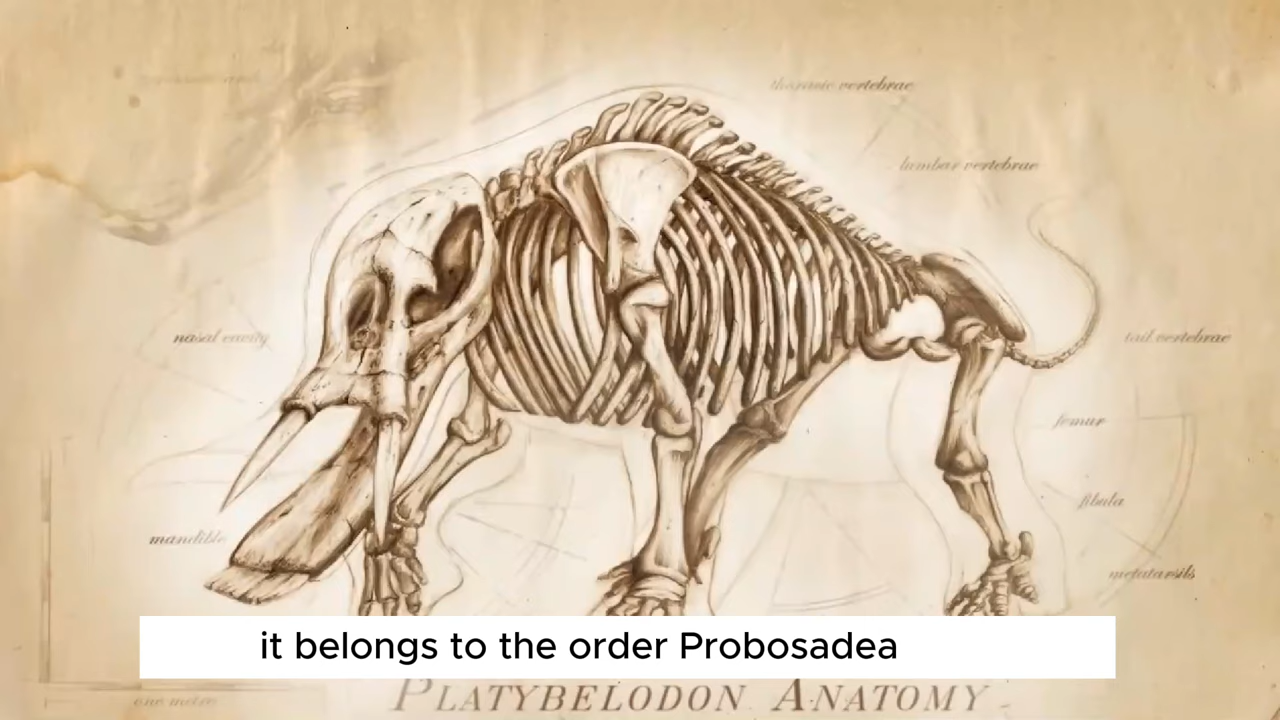 thoracic vertebrae
lumbar vertebrae
nasal cavity
tail vertebrae
femur
fibula
mandible
metatarsils
it belongs to the order Probosadea
PLATYBELODON ANATOMY
one metre